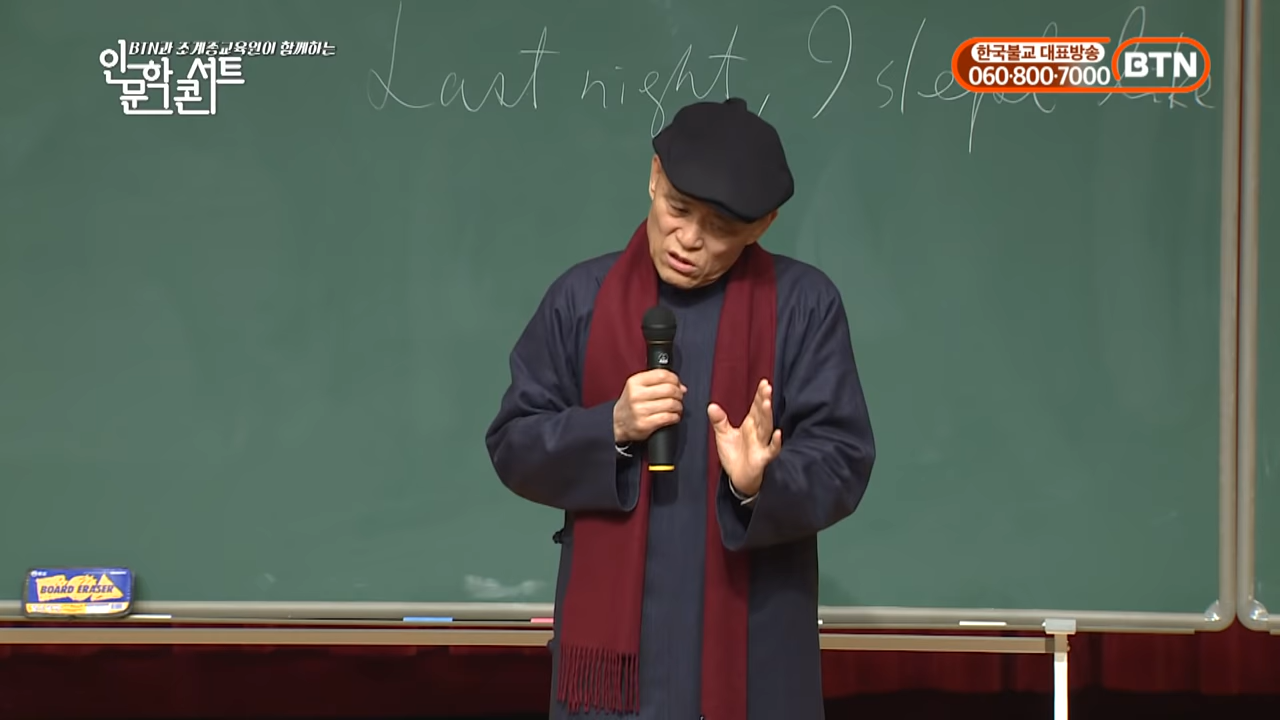 BTN과 조계종교육원이 함께하는
인문학 콘서트
Last night, I slept like
한국불교 대표방송
060·800·7000
BTN
BOARD ERASER